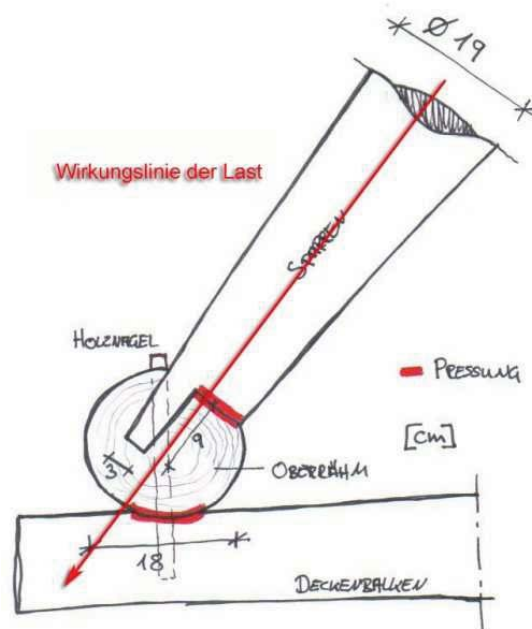 Ø 19
Wirkungslinie der Last
SPARREN
HOLZNAGEL
PRESSUNG
9
[cm]
3
OBERRÄHM
18
DECKENBALKEN